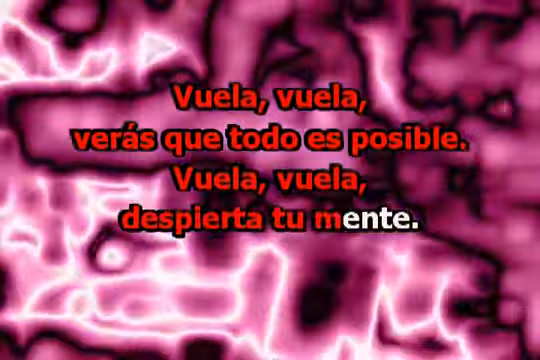 Vuela, vuela,
verás que todo es posible.
Vuela, vuela,
despierta tu mente.